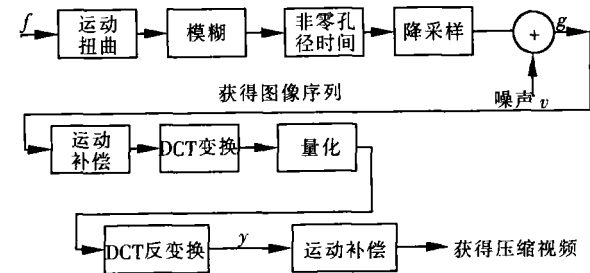 f
运动
扭曲
模糊
非零孔
径时间
降采样
+
g
获得图像序列
噪声 v
运动
补偿
DCT变换
量化
DCT反变换
y
运动补偿
获得压缩视频